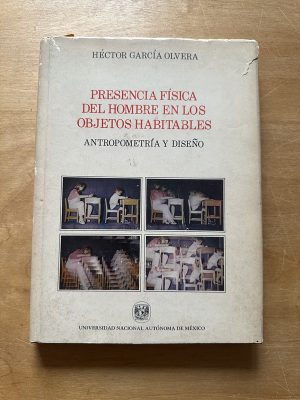 HÉCTOR GARCÍA OLVERA
PRESENCIA FÍSICA
DEL HOMBRE EN LOS
OBJETOS HABITABLES
ANTROPOMETRÍA Y DISEÑO
UNIVERSIDAD NACIONAL AUTÓNOMA DE MÉXICO